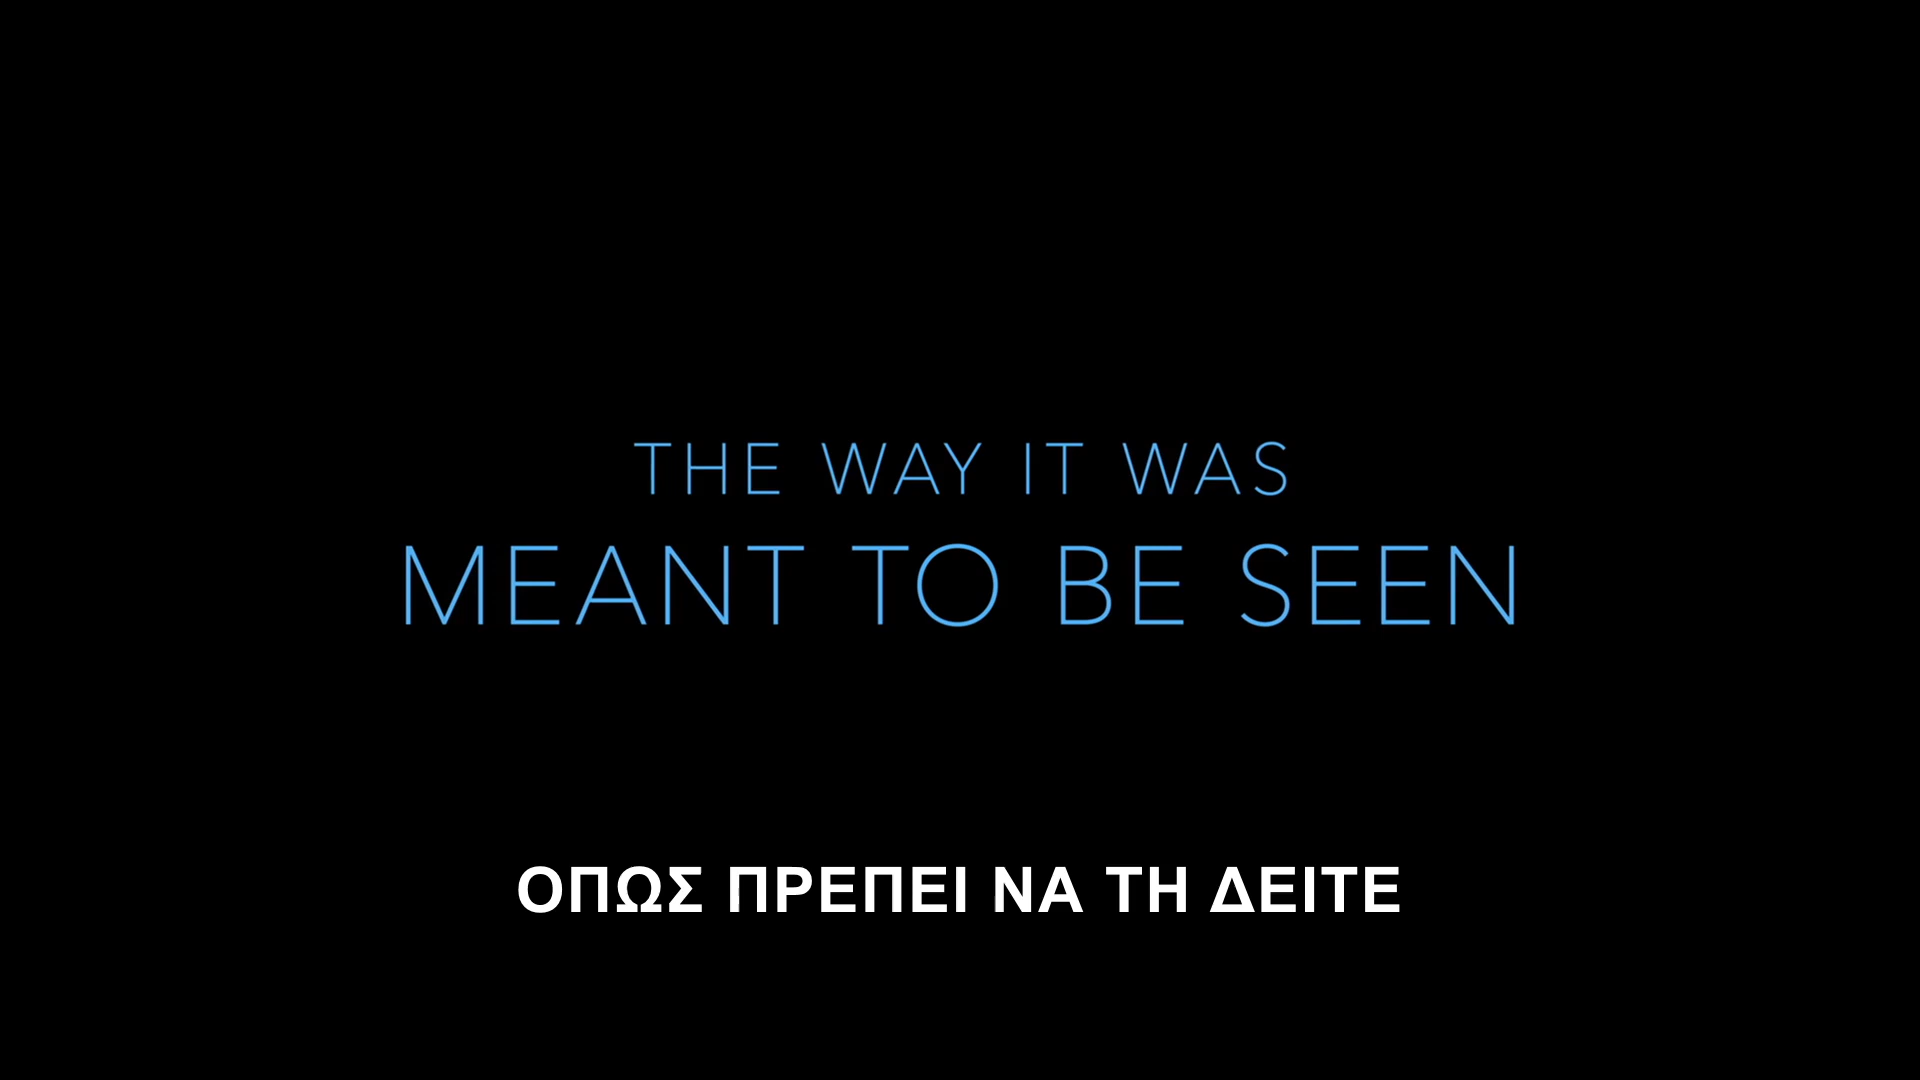 THE WAY IT WAS
MEANT TO BE SEEN
ΟΠΩΣ ΠΡΕΠΕΙ ΝΑ ΤΗ ΔΕΙΤΕ